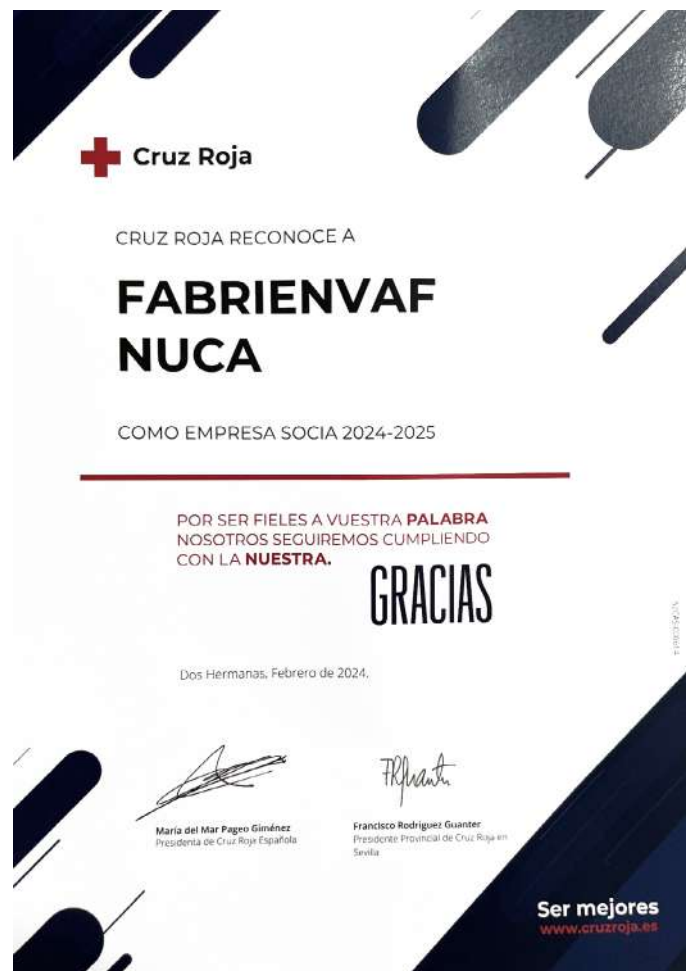 Cruz Roja
CRUZ ROJA RECONOCE A
FABRIENVAF
NUCA
COMO EMPRESA SOCIA 2024-2025
POR SER FIELES A VUESTRA PALABRA
NOSOTROS SEGUIREMOS CUMPLIENDO
CON LA NUESTRA.
GRACIAS
Dos Hermanas, Febrero de 2024.
María del Mar Pageo Giménez
Presidenta de Cruz Roja Española
Francisco Rodriguez Guanter
Presidente Provincial de Cruz Roja en
Sevilla
Ser mejores
www.cruzroja.es